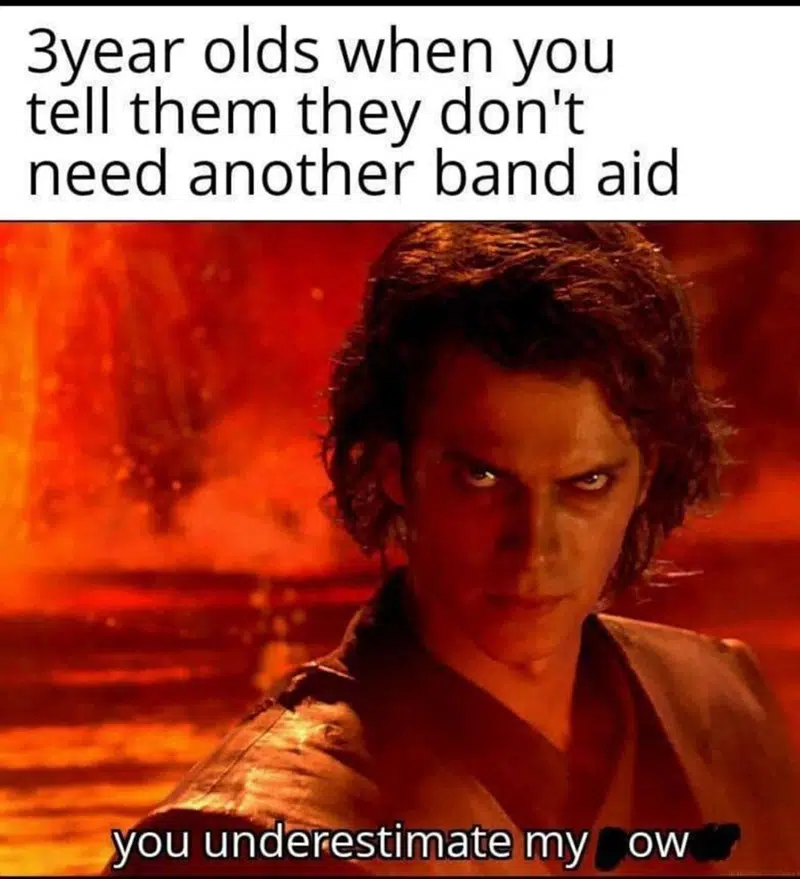 3year olds when you
tell them they don't
need another band aid
you underestimate my ow